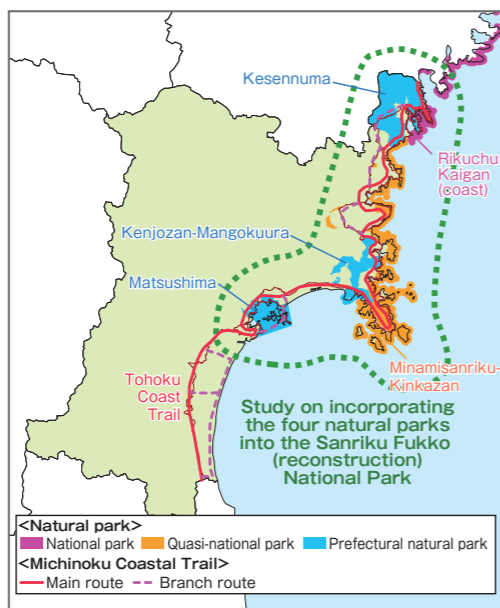 Kesennuma
Rikuchu
Kaigan
(coast)
Kenjozan-Mangokuura
Matsushima
Minamisanriku-
Kinkazan
Tohoku
Coast
Trail
Study on incorporating
the four natural parks
into the Sanriku Fukko
(reconstruction)
National Park
<Natural park>
National park Quasi-national park Prefectural natural park
<Michinoku Coastal Trail>
Main route Branch route